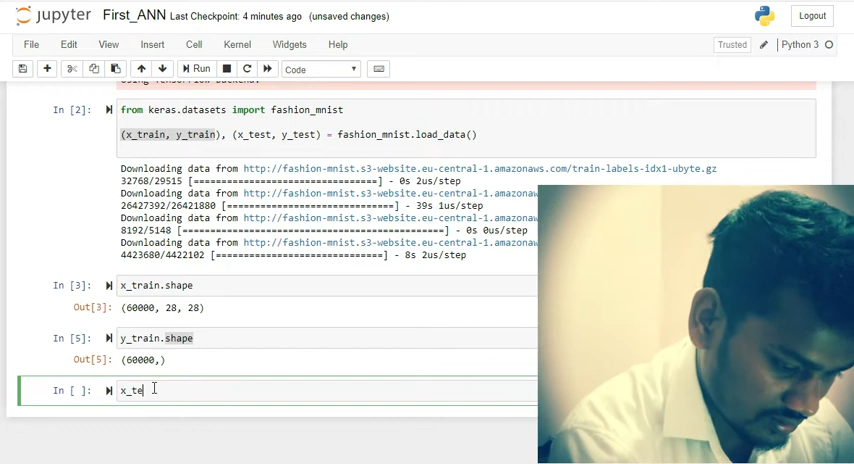 jupyter First_ANN Last Checkpoint: 4 minutes ago (unsaved changes) Logout
File Edit View Insert Cell Kernel Widgets Help Trusted Python 3
Run Code
In [2]: from keras.datasets import fashion_mnist
(x_train, y_train), (x_test, y_test) = fashion_mnist.load_data()
Downloading data from http://fashion-mnist.s3-website.eu-central-1.amazonaws.com/train-labels-idx1-ubyte.gz
32768/29515 [==============================] - 0s 2us/step
Downloading data from http://fashion-mnist.s3-website.eu-central-1.amazonaws
26427392/26421880 [==============================] - 39s 1us/step
Downloading data from http://fashion-mnist.s3-website.eu-central-1.amazonaws
8192/5148 [===============================================] - 0s 0us/step
Downloading data from http://fashion-mnist.s3-website.eu-central-1.amazonaws
4423680/4422102 [==============================] - 8s 2us/step
In [3]: x_train.shape
Out[3]: (60000, 28, 28)
In [5]: y_train.shape
Out[5]: (60000,)
In [ ]: x_te